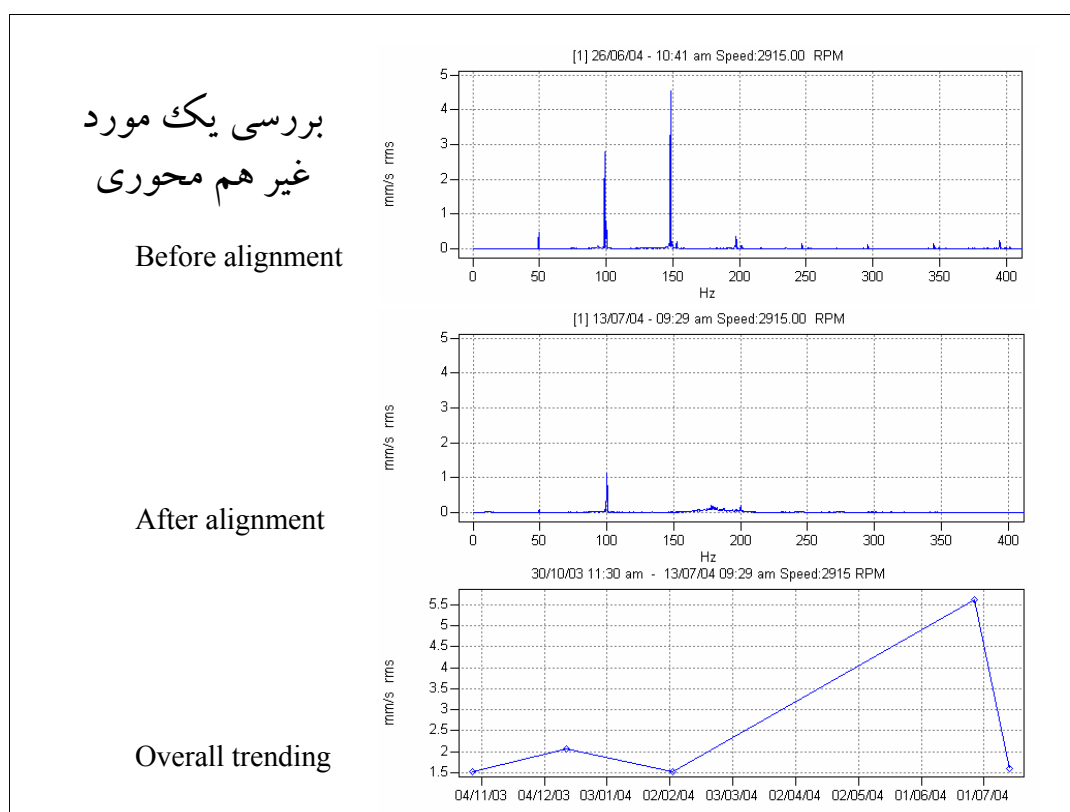 بررسی یک مورد
غیر هم محوری
Before alignment
[1] 26/06/04 - 10:41 am Speed:2915.00 RPM
mm/s rms
5
4
3
2
1
0
0 50 100 150 200 250 300 350 400
Hz
After alignment
[1] 13/07/04 - 09:29 am Speed:2915.00 RPM
mm/s rms
5
4
3
2
1
0
0 50 100 150 200 250 300 350 400
Hz
Overall trending
30/10/03 11:30 am - 13/07/04 09:29 am Speed:2915 RPM
mm/s rms
5.5
5
4.5
4
3.5
3
2.5
2
1.5
04/11/03 04/12/03 03/01/04 02/02/04 03/03/04 02/04/04 02/05/04 01/06/04 01/07/04